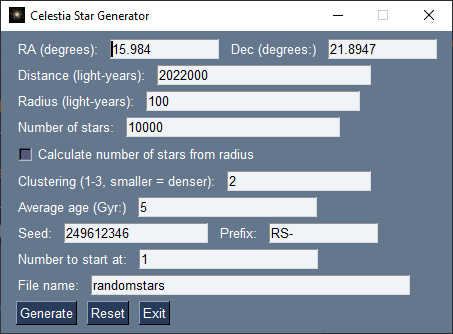 Celestia Star Generator
RA (degrees): 15.984 Dec (degrees:) 21.8947
Distance (light-years): 2022000
Radius (light-years): 100
Number of stars: 10000
Calculate number of stars from radius
Clustering (1-3, smaller = denser): 2
Average age (Gyr:) 5
Seed: 249612346 Prefix: RS-
Number to start at: 1
File name: randomstars
Generate Reset Exit